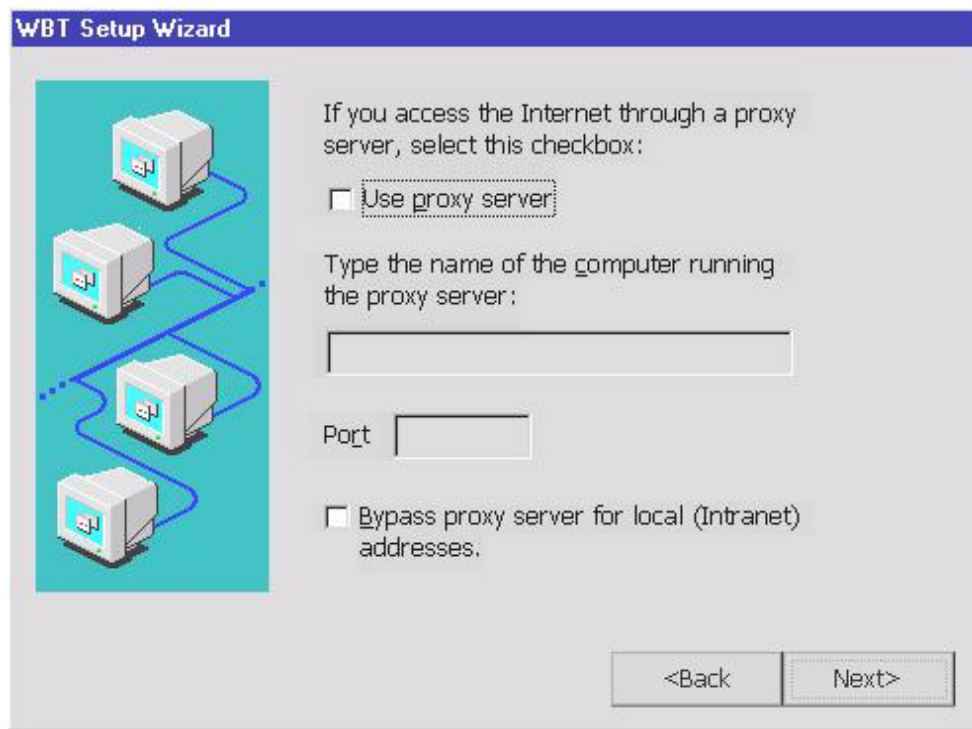 WBT Setup Wizard
If you access the Internet through a proxy
server, select this checkbox:
Use proxy server
Type the name of the computer running
the proxy server:
Port
Bypass proxy server for local (Intranet)
addresses.
<Back
Next>